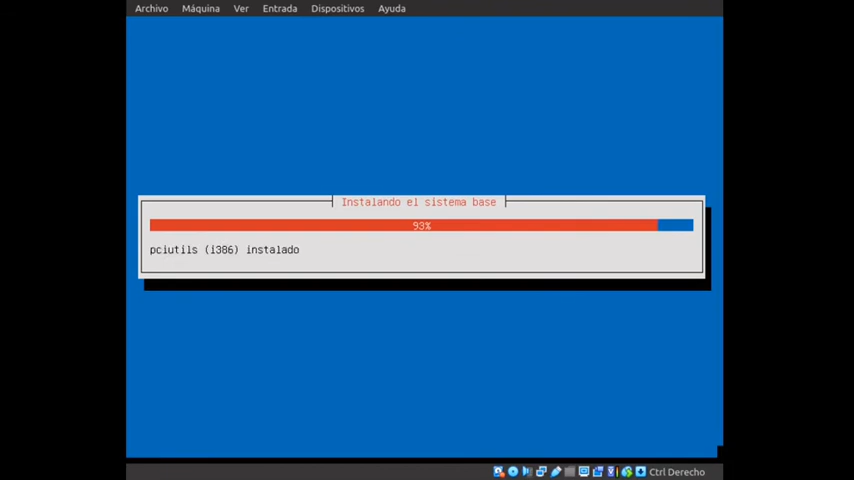 Archivo Máquina Ver Entrada Dispositivos Ayuda
Instalando el sistema base
93%
pciutils (i386) instalado
Ctrl Derecho